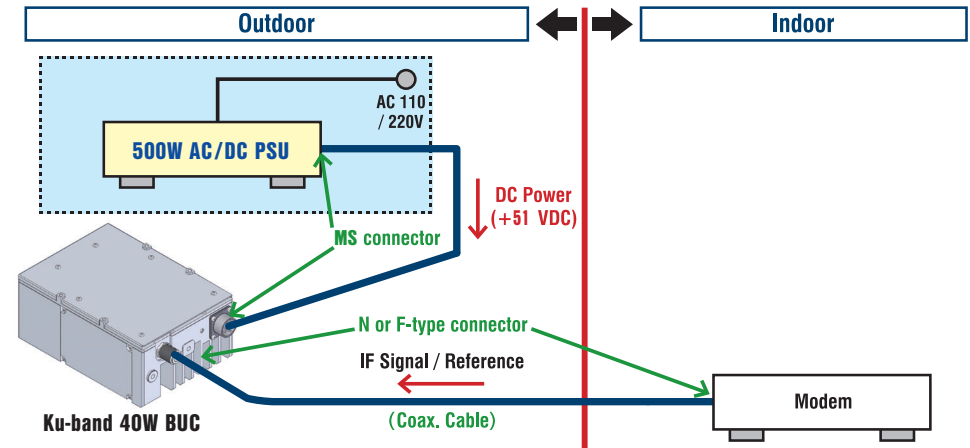 Outdoor
Indoor
AC 110
/ 220V
500W AC/DC PSU
DC Power
(+51 VDC)
MS connector
N or F-type connector
IF Signal / Reference
Modem
(Coax. Cable)
Ku-band 40W BUC